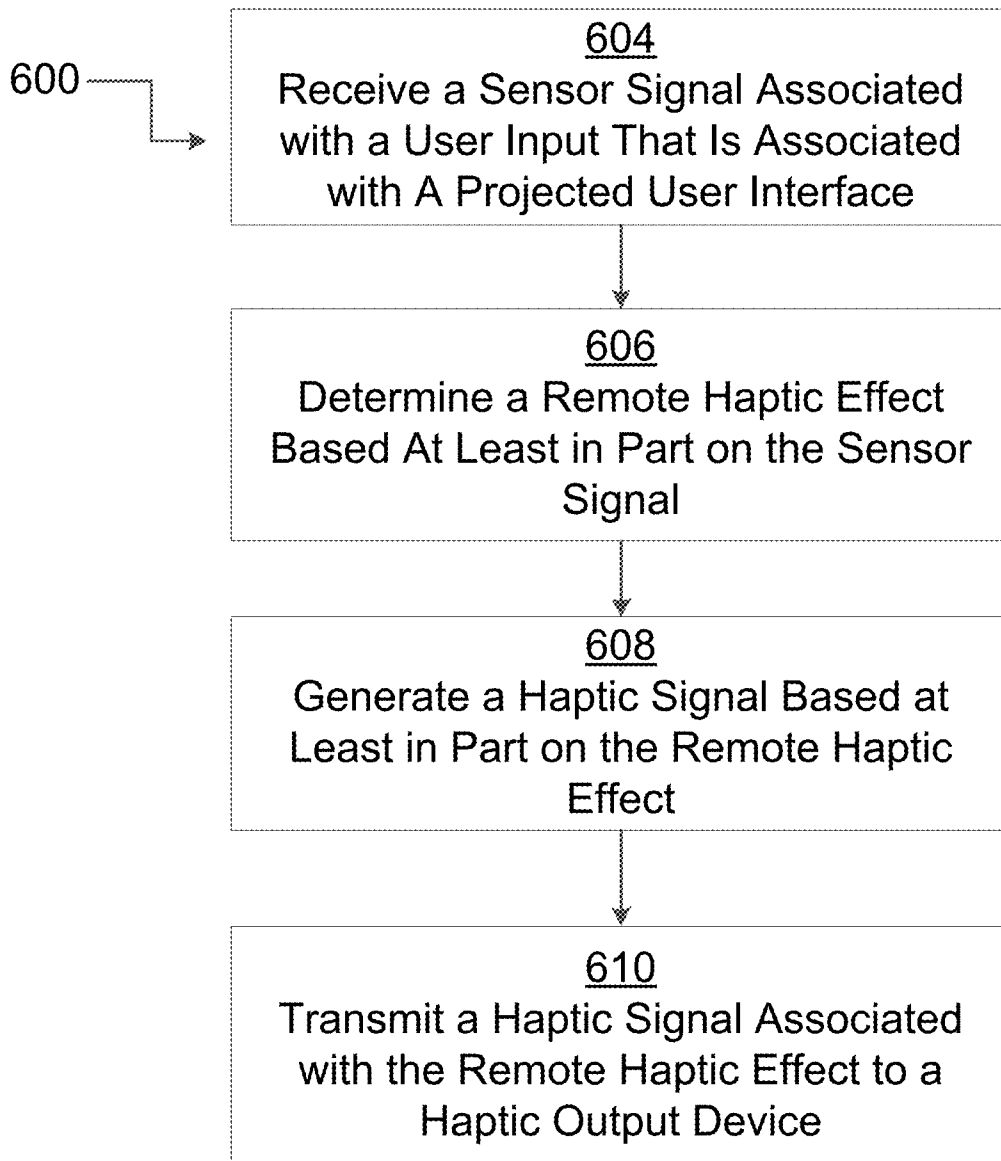 600
604
Receive a Sensor Signal Associated
with a User Input That Is Associated
with A Projected User Interface
606
Determine a Remote Haptic Effect
Based At Least in Part on the Sensor
Signal
608
Generate a Haptic Signal Based at
Least in Part on the Remote Haptic
Effect
610
Transmit a Haptic Signal Associated
with the Remote Haptic Effect to a
Haptic Output Device